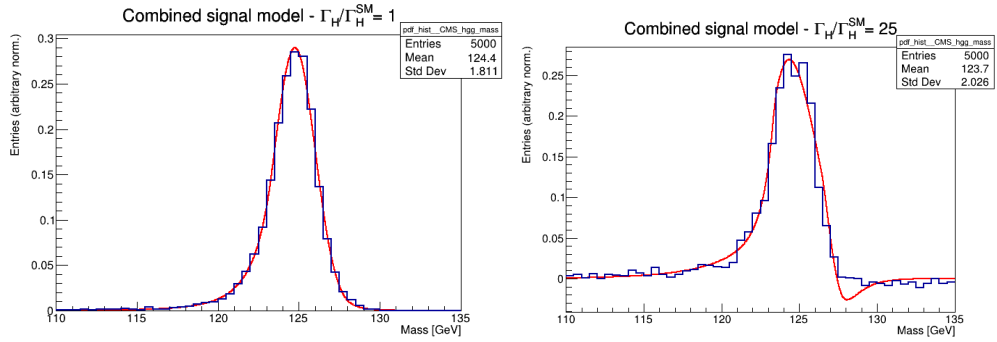 Combined signal model - Γ_H/Γ_H^SM = 1
pdf_hist__CMS_hgg_mass
Entries 5000
Mean 124.4
Std Dev 1.811
Entries (arbitrary norm.)
0.3
0.25
0.2
0.15
0.1
0.05
0
110 115 120 125 130 135
Mass [GeV]
Combined signal model - Γ_H/Γ_H^SM = 25
pdf_hist__CMS_hgg_mass
Entries 5000
Mean 123.7
Std Dev 2.026
Entries (arbitrary norm.)
0.25
0.2
0.15
0.1
0.05
0
110 115 120 125 130 135
Mass [GeV]